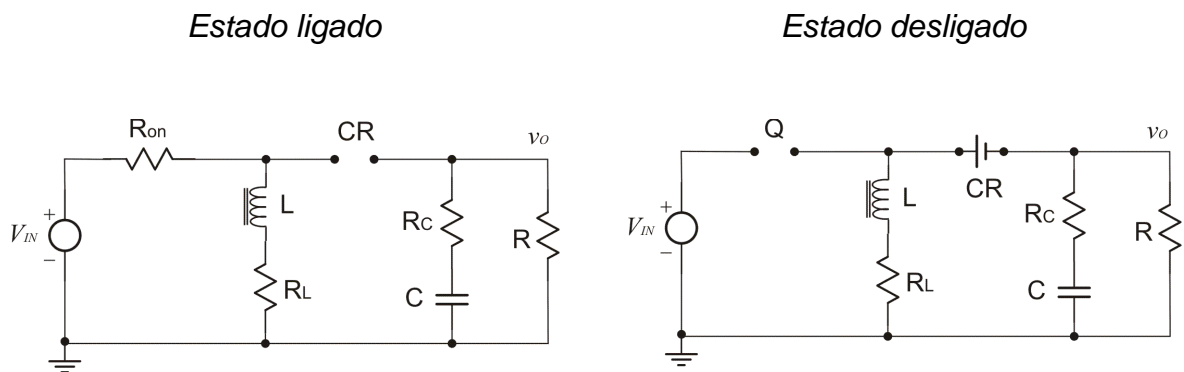 Estado ligado
Estado desligado
Ron
CR
vO
L
RL
RC
C
R
VIN
+
−
Q
CR
vO
L
RL
RC
C
R
VIN
+
−